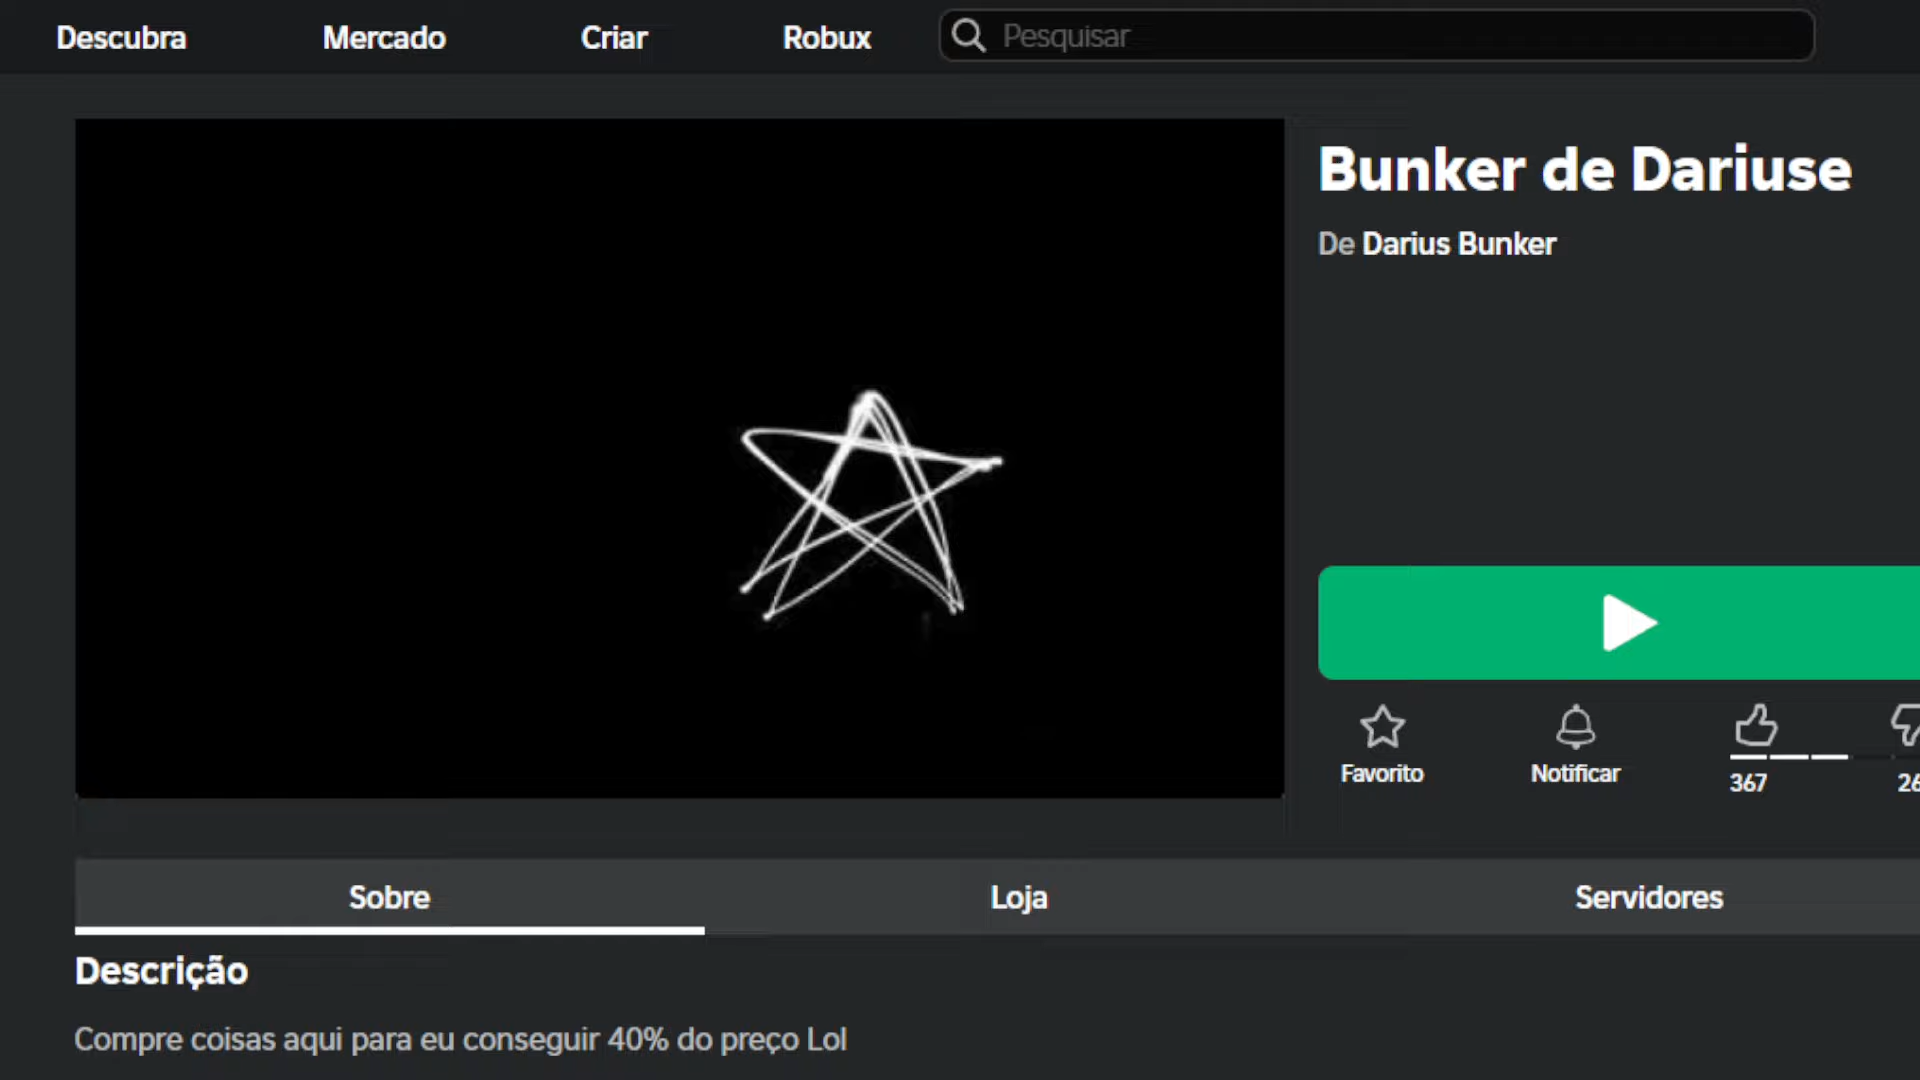 Descubra Mercado Criar Robux Pesquisar
Bunker de Dariuse
De Darius Bunker
Favorito Notificar 367
Sobre Loja Servidores
Descrição
Compre coisas aqui para eu conseguir 40% do preço Lol